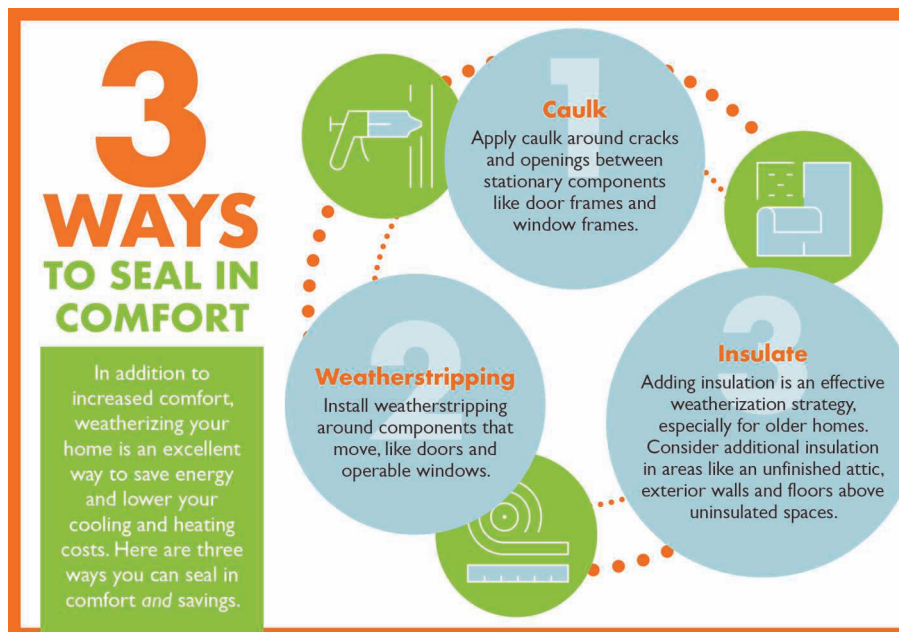 3
WAYS
TO SEAL IN
COMFORT
In addition to
increased comfort,
weatherizing your
home is an excellent
way to save energy
and lower your
cooling and heating
costs. Here are three
ways you can seal in
comfort and savings.
1
Caulk
Apply caulk around cracks
and openings between
stationary components
like door frames and
window frames.
2
Weatherstripping
Install weatherstripping
around components that
move, like doors and
operable windows.
3
Insulate
Adding insulation is an effective
weatherization strategy,
especially for older homes.
Consider additional insulation
in areas like an unfinished attic,
exterior walls and floors above
uninsulated spaces.